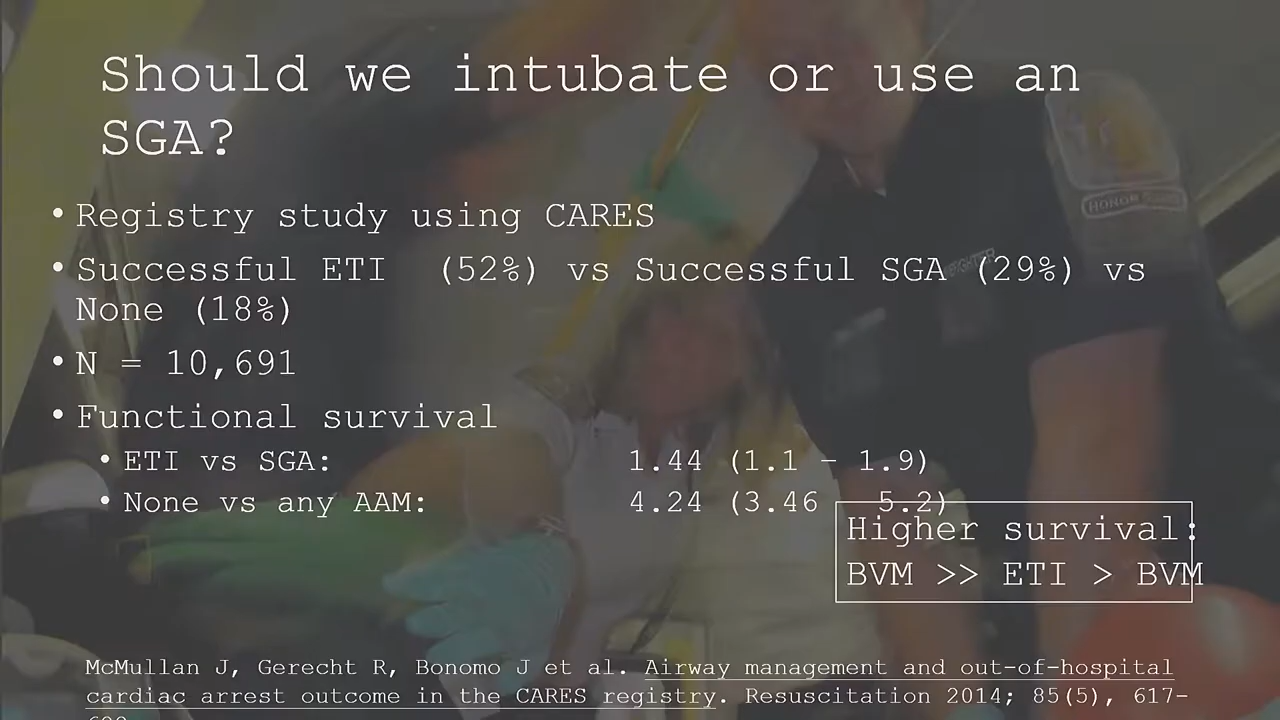 Should we intubate or use an
SGA?
• Registry study using CARES
• Successful ETI (52%) vs Successful SGA (29%) vs
None (18%)
• N = 10,691
• Functional survival
• ETI vs SGA: 1.44 (1.1 – 1.9)
• None vs any AAM: 4.24 (3.46 – 5.2)
Higher survival:
BVM >> ETI > BVM
McMullan J, Gerecht R, Bonomo J et al. Airway management and out-of-hospital
cardiac arrest outcome in the CARES registry. Resuscitation 2014; 85(5), 617-
HONOR GUARD